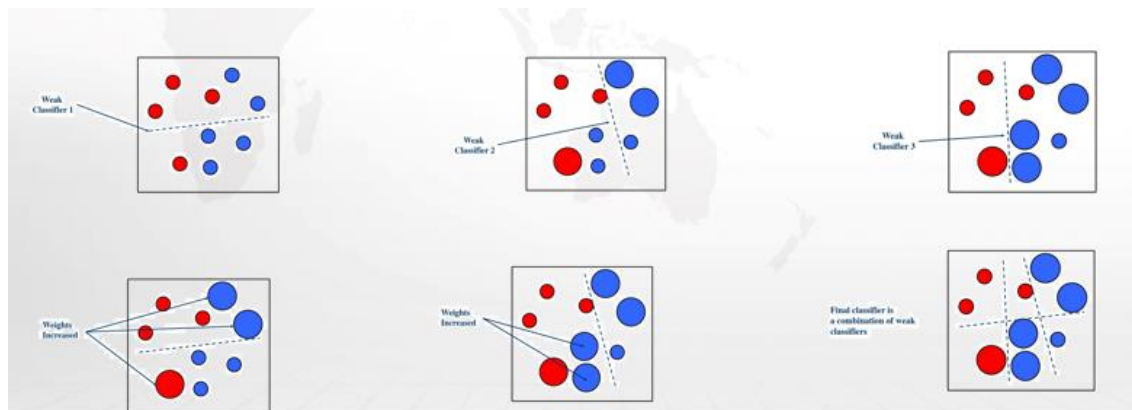 Weak
Classifier 1
Weak
Classifier 2
Weak
Classifier 3
Weights
Increased
Weights
Increased
Final classifier is
a combination of weak
classifiers